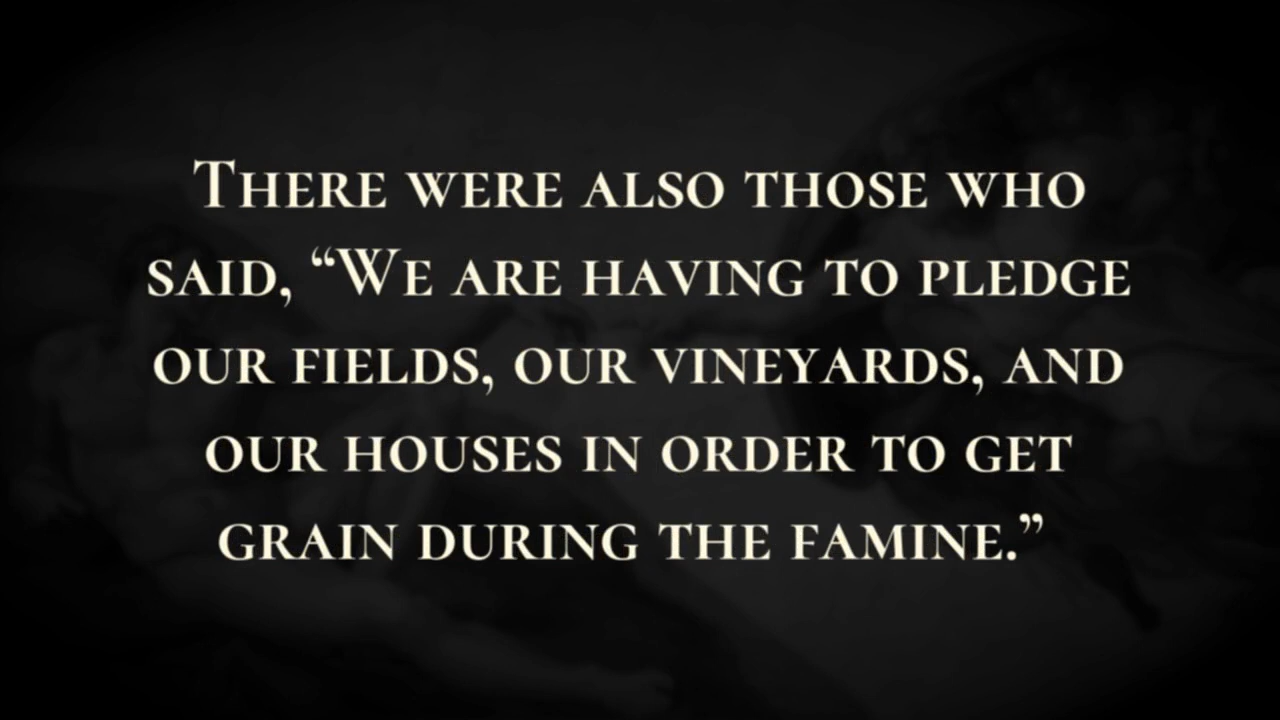 There were also those who
said, “We are having to pledge
our fields, our vineyards, and
our houses in order to get
grain during the famine.”